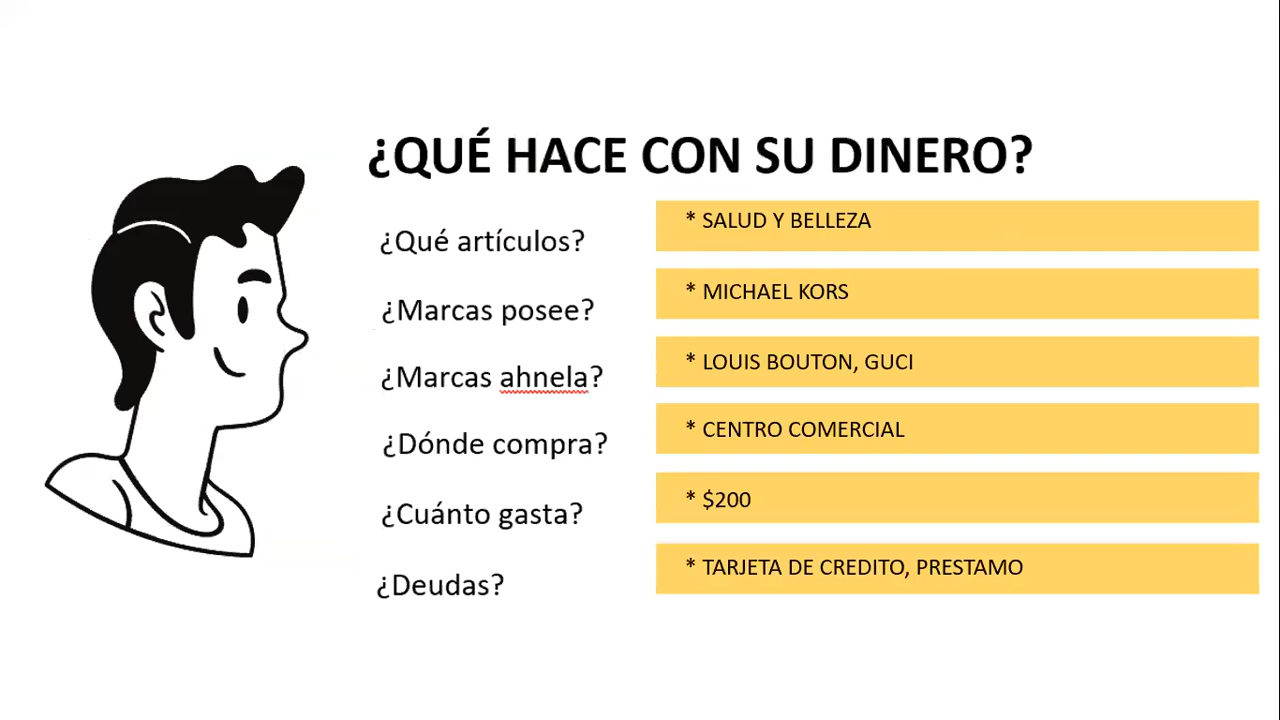 ¿QUÉ HACE CON SU DINERO?
¿Qué artículos?
* SALUD Y BELLEZA
¿Marcas posee?
* MICHAEL KORS
¿Marcas ahnela?
* LOUIS BOUTON, GUCI
¿Dónde compra?
* CENTRO COMERCIAL
¿Cuánto gasta?
* $200
¿Deudas?
* TARJETA DE CREDITO, PRESTAMO